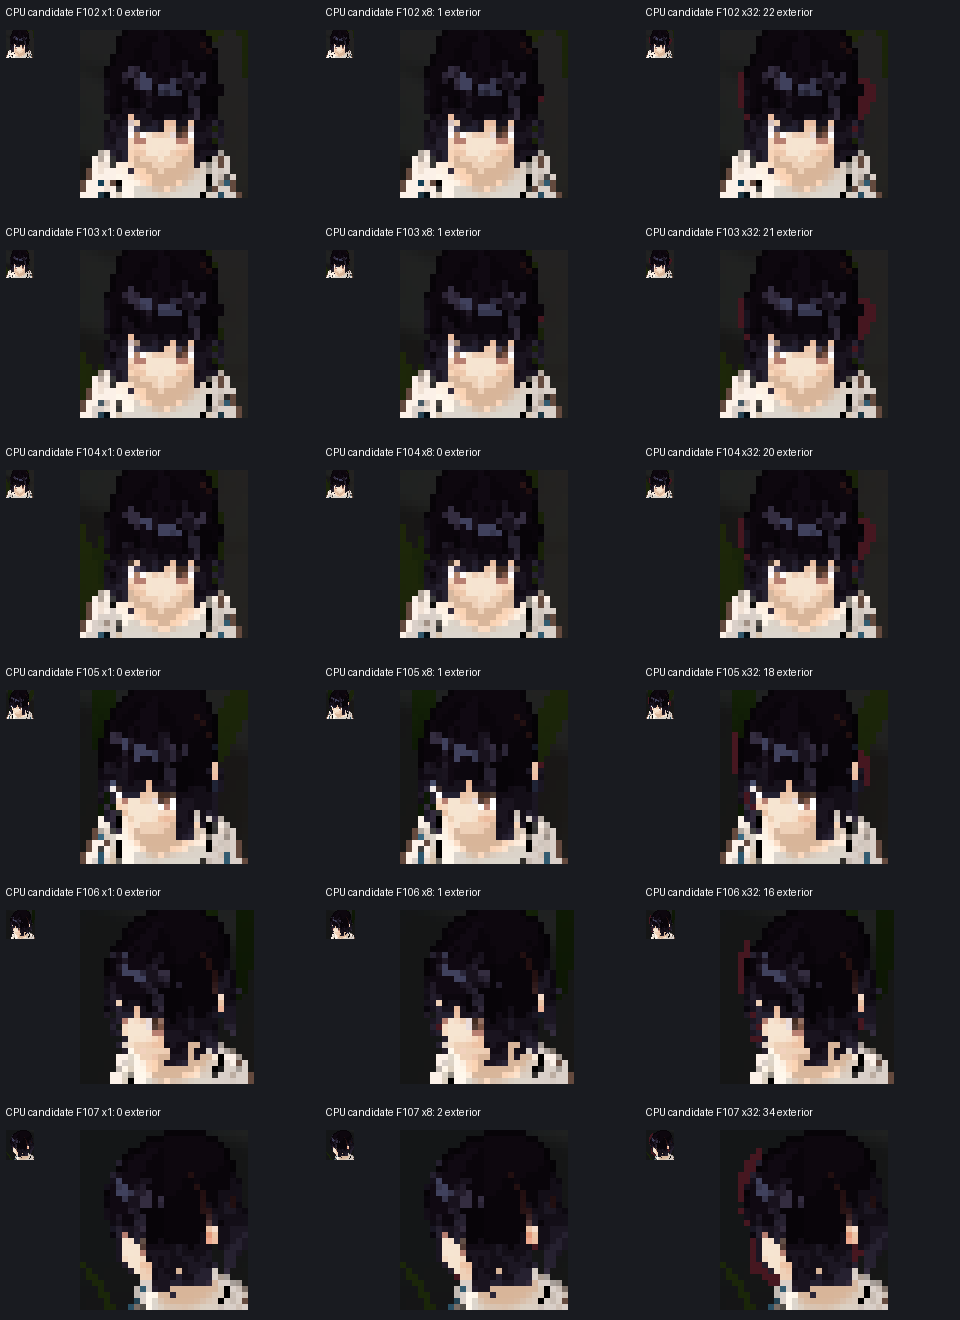 CPU candidate F102 x1: 0 exterior
CPU candidate F102 x8: 1 exterior
CPU candidate F102 x32: 22 exterior
CPU candidate F103 x1: 0 exterior
CPU candidate F103 x8: 1 exterior
CPU candidate F103 x32: 21 exterior
CPU candidate F104 x1: 0 exterior
CPU candidate F104 x8: 0 exterior
CPU candidate F104 x32: 20 exterior
CPU candidate F105 x1: 0 exterior
CPU candidate F105 x8: 1 exterior
CPU candidate F105 x32: 18 exterior
CPU candidate F106 x1: 0 exterior
CPU candidate F106 x8: 1 exterior
CPU candidate F106 x32: 16 exterior
CPU candidate F107 x1: 0 exterior
CPU candidate F107 x8: 2 exterior
CPU candidate F107 x32: 34 exterior